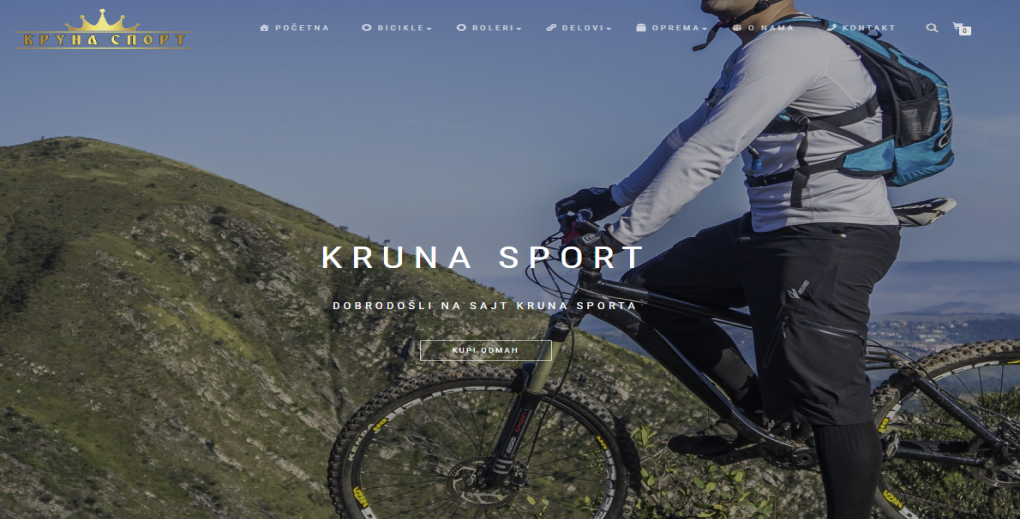 КРУНА СПОРТ
POČETNA BICIKLE ROLERI DELOVI OPREMA O NAMA KONTAKT 0
KRUNA SPORT
DOBRODOŠLI NA SAJT KRUNA SPORTA
KUPI ODMAH